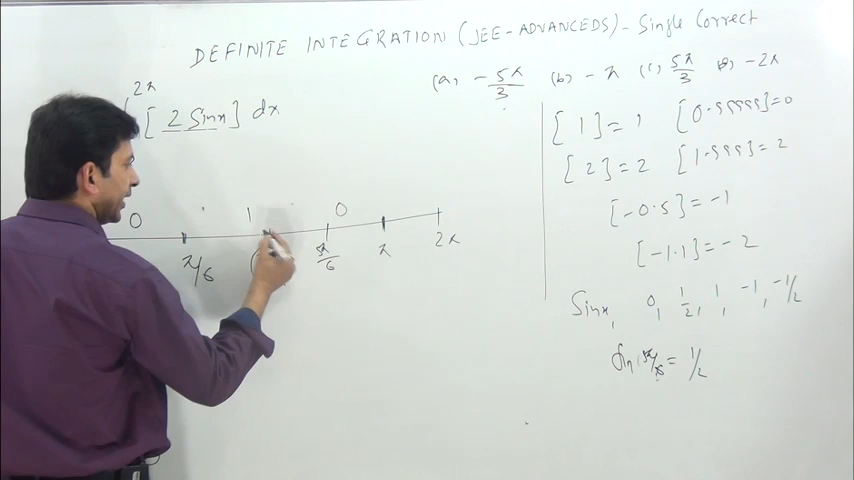 DEFINITE INTEGRATION (JEE-ADVANCEDS) - Single Correct
2π
[2 Sinx] dx
(a) -5π/3 (b) -π (c) 5π/3 -2π
[1] = 1 [0.99999] = 0
[2] = 2 [1.999] = 2
[-0.5] = -1
[-1.1] = -2
Sinx, 0, 1/2, 1, -1, -1/2
Sin 5π/6 = 1/2
0 1 0
π/6 5π/6 π 2π